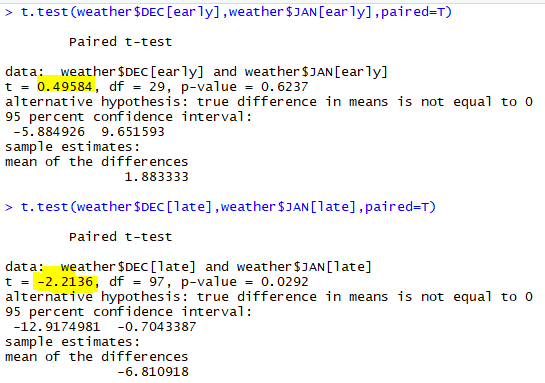 > t.test(weather$DEC[early],weather$JAN[early],paired=T)
Paired t-test
data:  weather$DEC[early] and weather$JAN[early]
t = 0.49584, df = 29, p-value = 0.6237
alternative hypothesis: true difference in means is not equal to 0
95 percent confidence interval:
-5.884926  9.651593
sample estimates:
mean of the differences
1.883333
> t.test(weather$DEC[late],weather$JAN[late],paired=T)
Paired t-test
data:  weather$DEC[late] and weather$JAN[late]
t = -2.2136, df = 97, p-value = 0.0292
alternative hypothesis: true difference in means is not equal to 0
95 percent confidence interval:
-12.9174981  -0.7043387
sample estimates:
mean of the differences
-6.810918